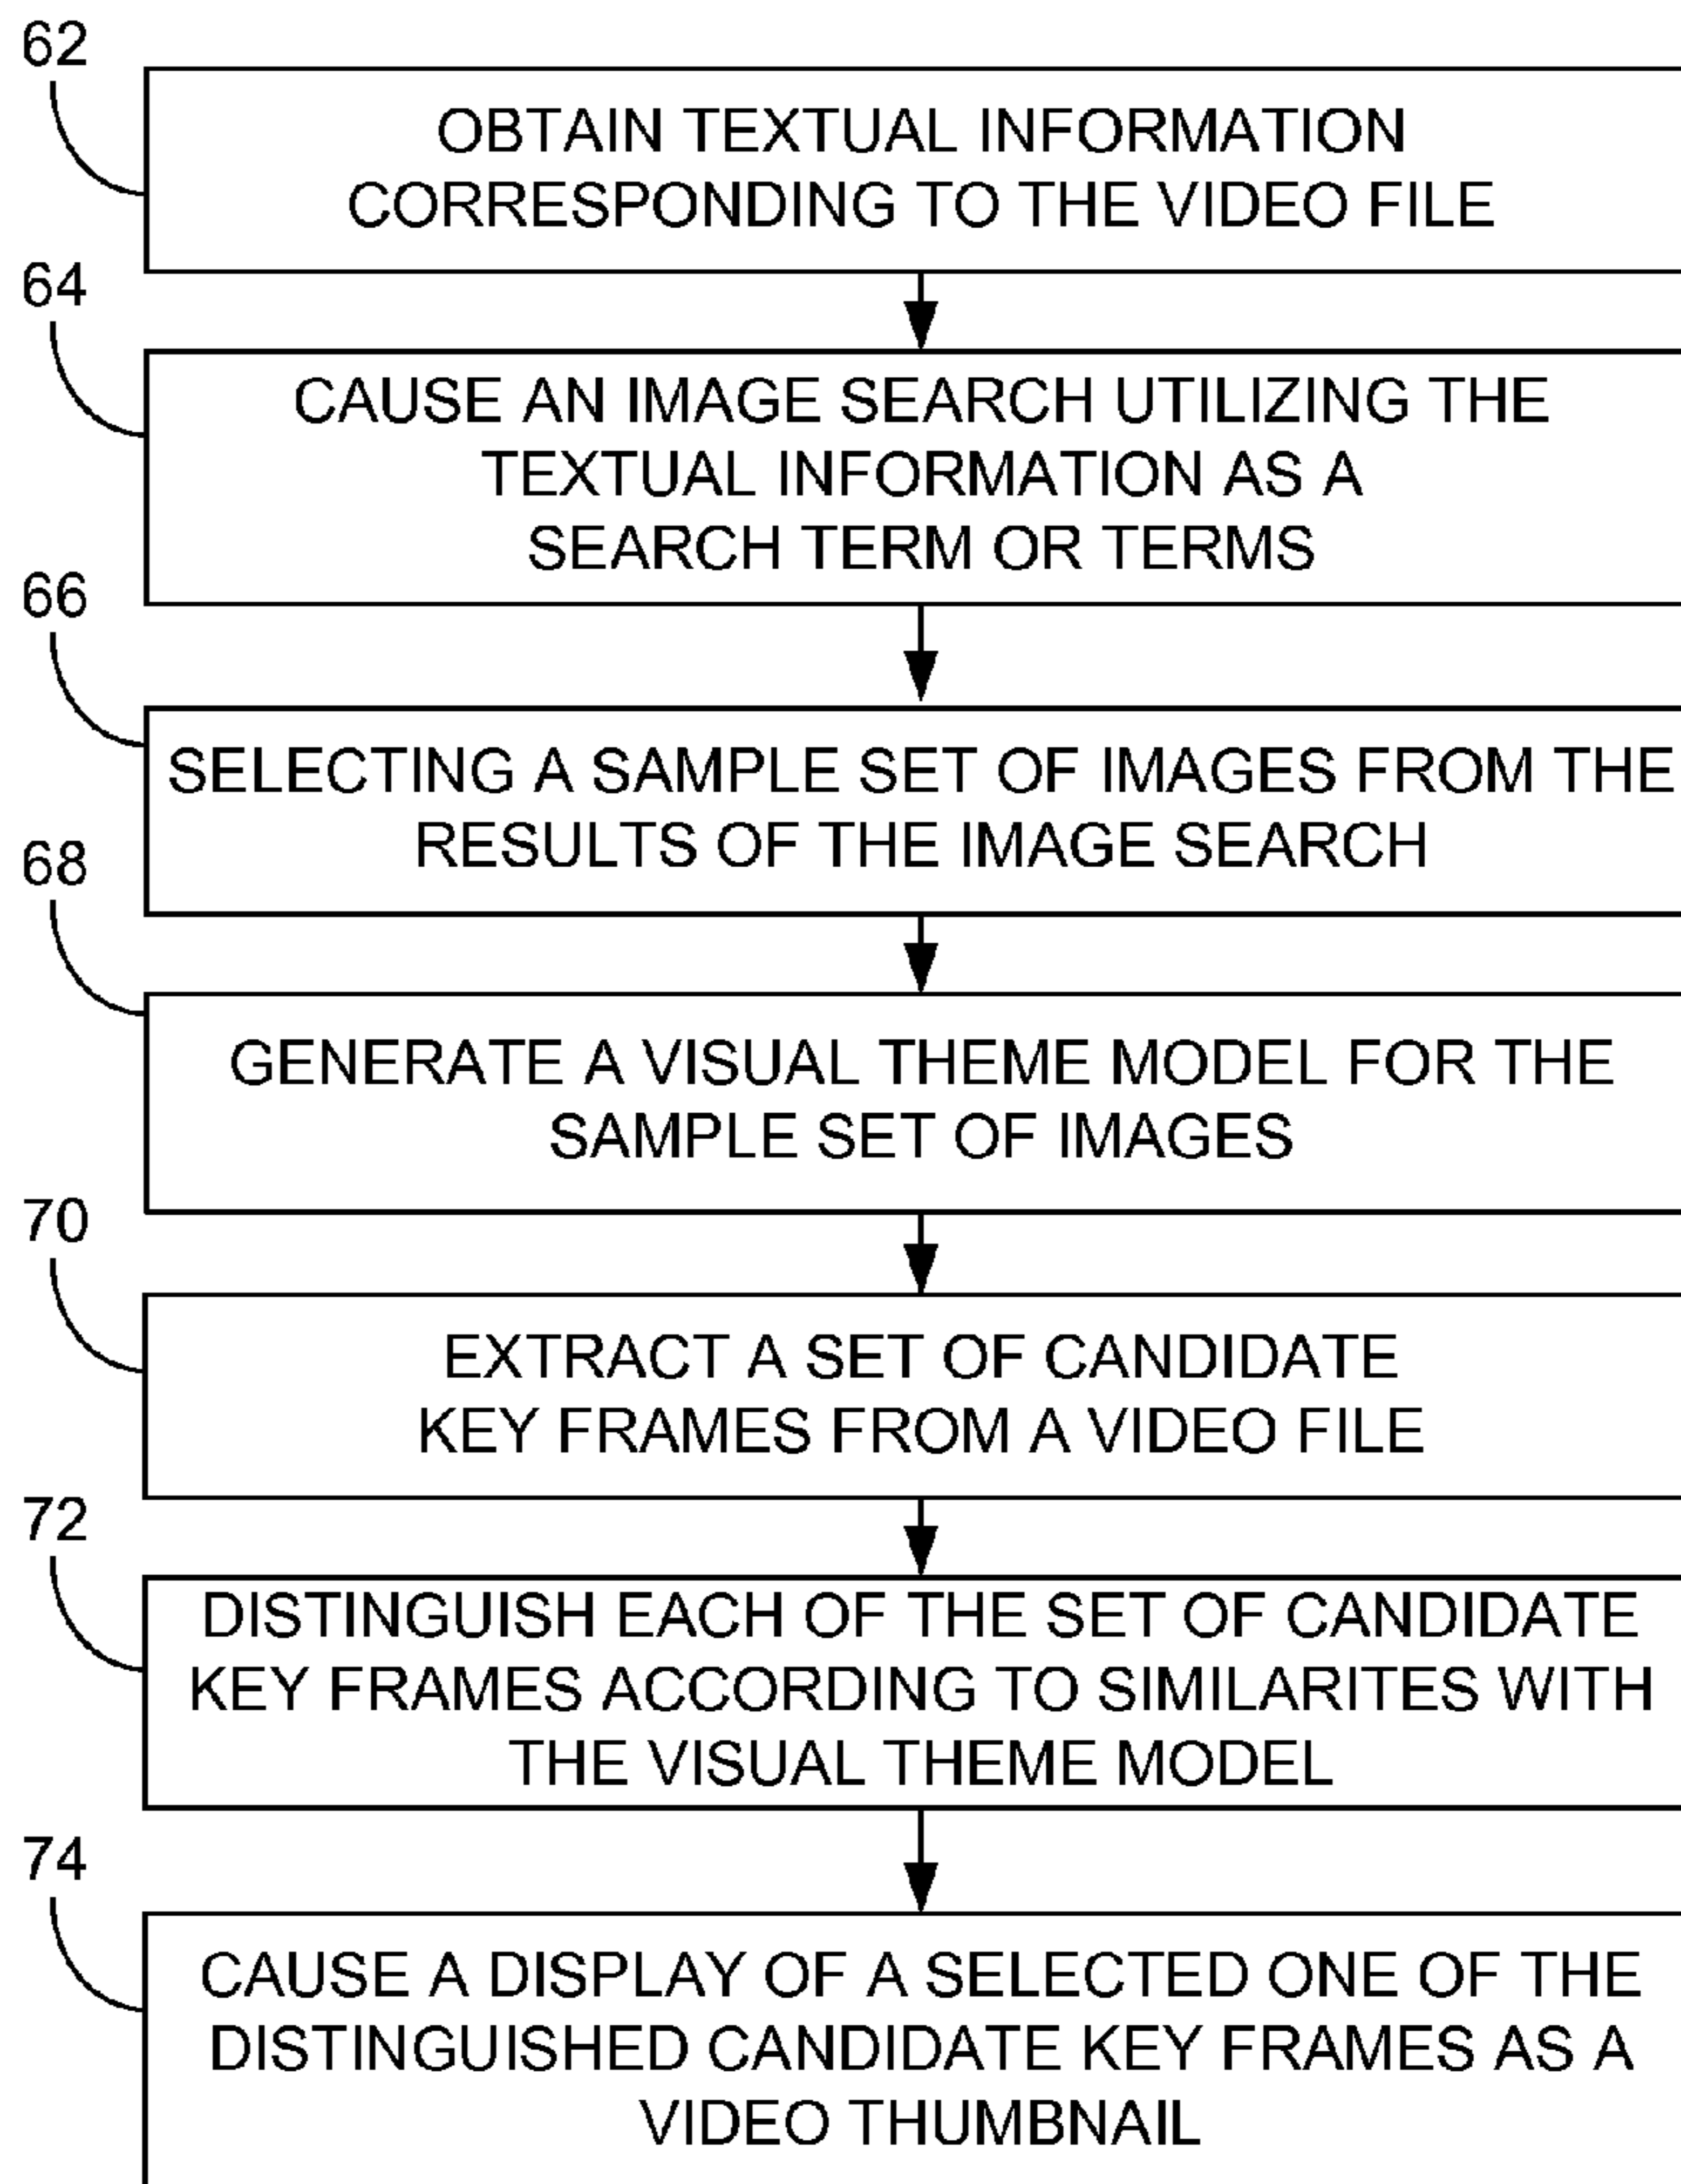 62
OBTAIN TEXTUAL INFORMATION
CORRESPONDING TO THE VIDEO FILE
64
CAUSE AN IMAGE SEARCH UTILIZING THE
TEXTUAL INFORMATION AS A
SEARCH TERM OR TERMS
66
SELECTING A SAMPLE SET OF IMAGES FROM THE
RESULTS OF THE IMAGE SEARCH
68
GENERATE A VISUAL THEME MODEL FOR THE
SAMPLE SET OF IMAGES
70
EXTRACT A SET OF CANDIDATE
KEY FRAMES FROM A VIDEO FILE
72
DISTINGUISH EACH OF THE SET OF CANDIDATE
KEY FRAMES ACCORDING TO SIMILARITES WITH
THE VISUAL THEME MODEL
74
CAUSE A DISPLAY OF A SELECTED ONE OF THE
DISTINGUISHED CANDIDATE KEY FRAMES AS A
VIDEO THUMBNAIL